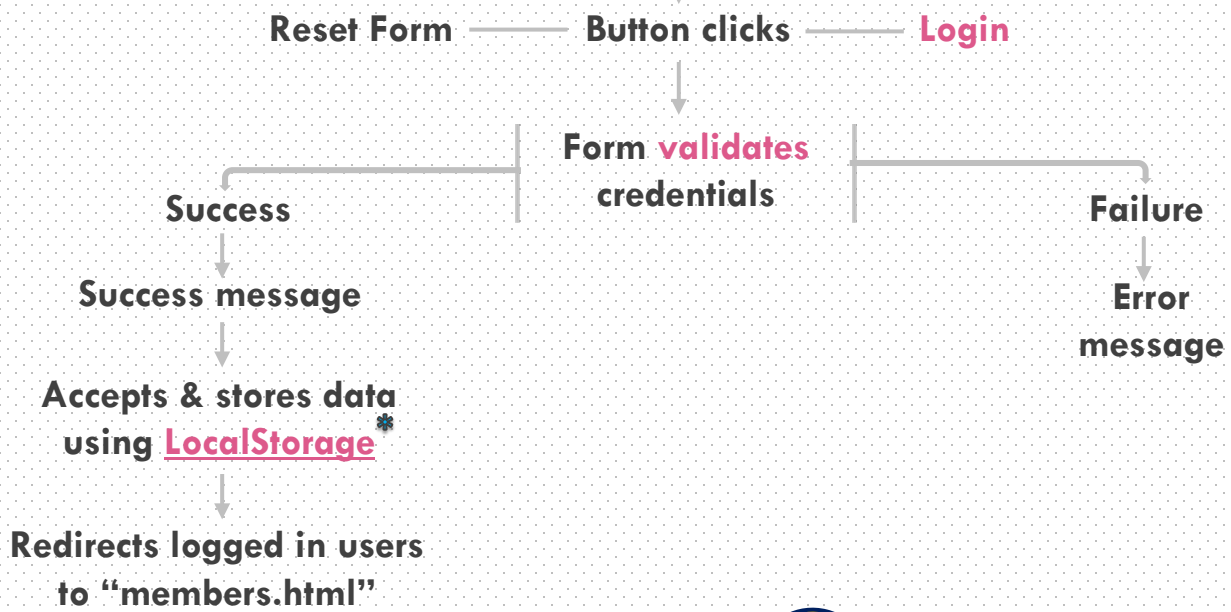 Reset Form
Button clicks
Login
Form validates
credentials
Success
Failure
Success message
Error
message
Accepts & stores data
using LocalStorage*
Redirects logged in users
to “members.html”